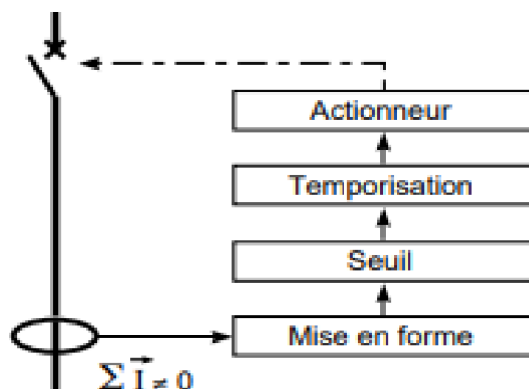 Actionneur
Temporisation
Seuil
Mise en forme
Σ I⃗ ≠ 0